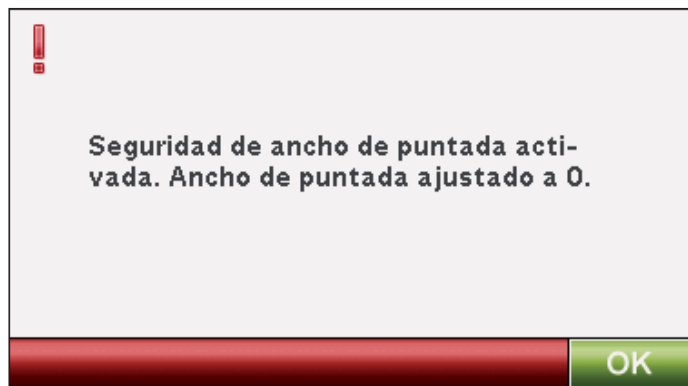 Seguridad de ancho de puntada acti-
vada. Ancho de puntada ajustado a 0.
OK